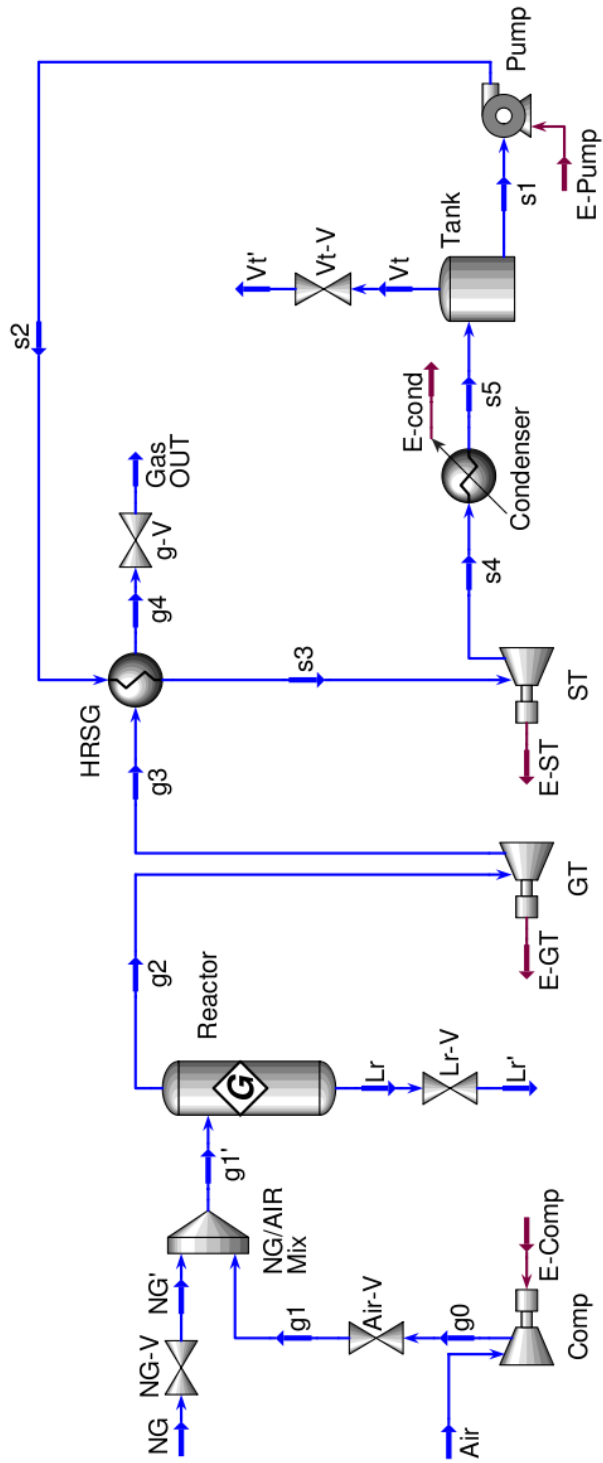 NG
NG-V
NG'
NG/AIR
Mix
g1'
Air
Comp
E-Comp
g0
Air-V
g1
Reactor
G
Lr
Lr-V
Lr'
g2
GT
E-GT
g3
HRSG
g4
g-V
Gas
OUT
s2
s3
ST
E-ST
s4
Condenser
E-cond
s5
Tank
Vt
Vt-V
Vt'
s1
Pump
E-Pump